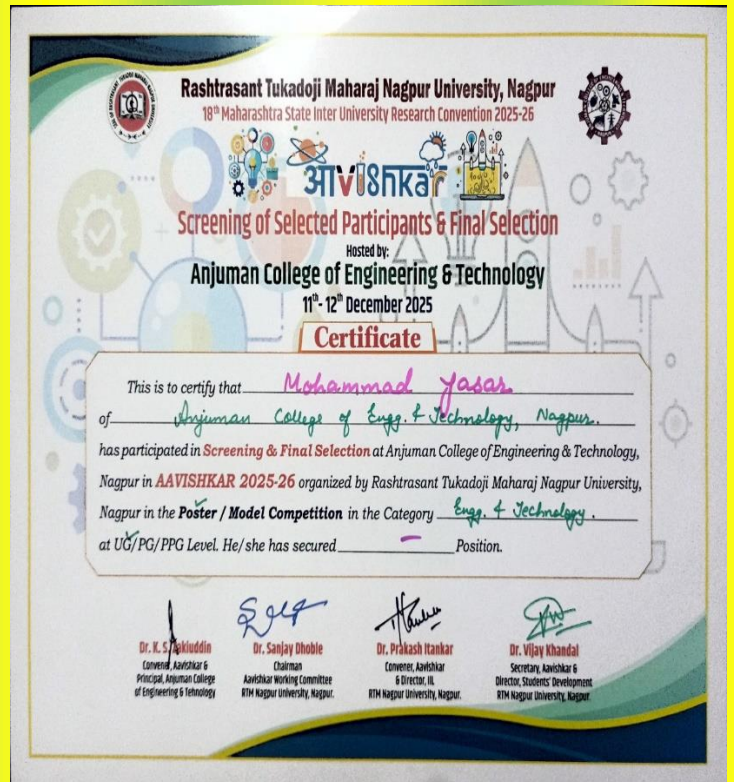 Rashtrasant Tukadoji Maharaj Nagpur University, Nagpur
18th Maharashtra State Inter University Research Convention 2025-26
आviShkar
Screening of Selected Participants & Final Selection
Hosted by:
Anjuman College of Engineering & Technology
11th- 12th December 2025
Certificate
This is to certify that Mohammad Yasar
of Anjuman College of Engg. & Technology, Nagpur.
has participated in Screening & Final Selection at Anjuman College of Engineering & Technology,
Nagpur in AAVISHKAR 2025-26 organized by Rashtrasant Tukadoji Maharaj Nagpur University,
Nagpur in the Poster / Model Competition in the Category Engg. & Technology.
at UG/PG/PPG Level. He/she has secured - Position.
Dr. K. S. Zakiuddin
Convener, Aavishkar &
Principal, Anjuman College
of Engineering & Tehnology
Dr. Sanjay Dhoble
Chairman
Aavishkar Working Committee
RTM Nagpur University, Nagpur.
Dr. Prakash Itankar
Convener, Aavishkar
& Director, IIL
RTM Nagpur University, Nagpur.
Dr. Vijay Khandal
Secretary, Aavishkar &
Director, Students' Development
RTM Nagpur University, Nagpur